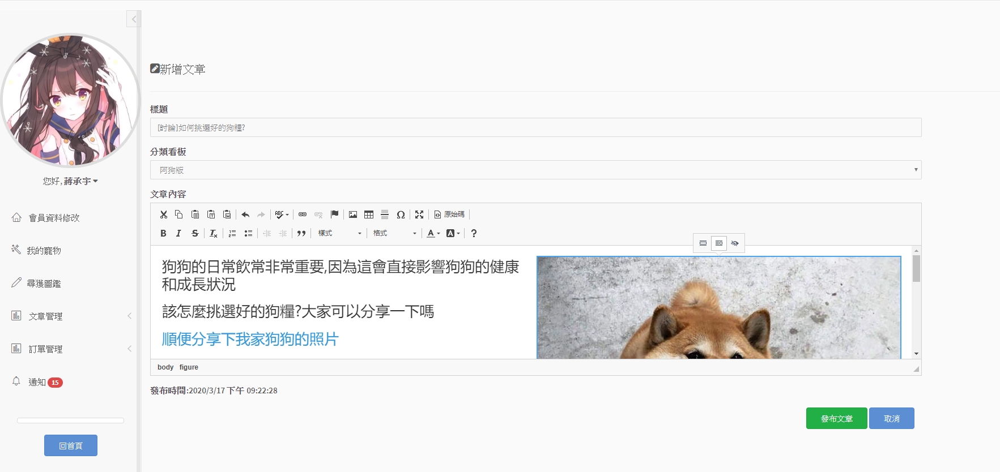 新增文章
標題
[討論]如何挑選好的狗糧?
分類看板
阿狗版
文章內容
ABC
原始碼
B I S Tx
樣式
格式
A
A
?
狗狗的日常飲常非常重要,因為這會直接影響狗狗的健康
和成長狀況
該怎麼挑選好的狗糧?大家可以分享一下嗎
順便分享下我家狗狗的照片
body figure
發布時間:2020/3/17 下午 09:22:28
發布文章
取消
您好,蔣承宇
會員資料修改
我的寵物
尋獲圖鑑
文章管理
訂單管理
通知 15
回首頁